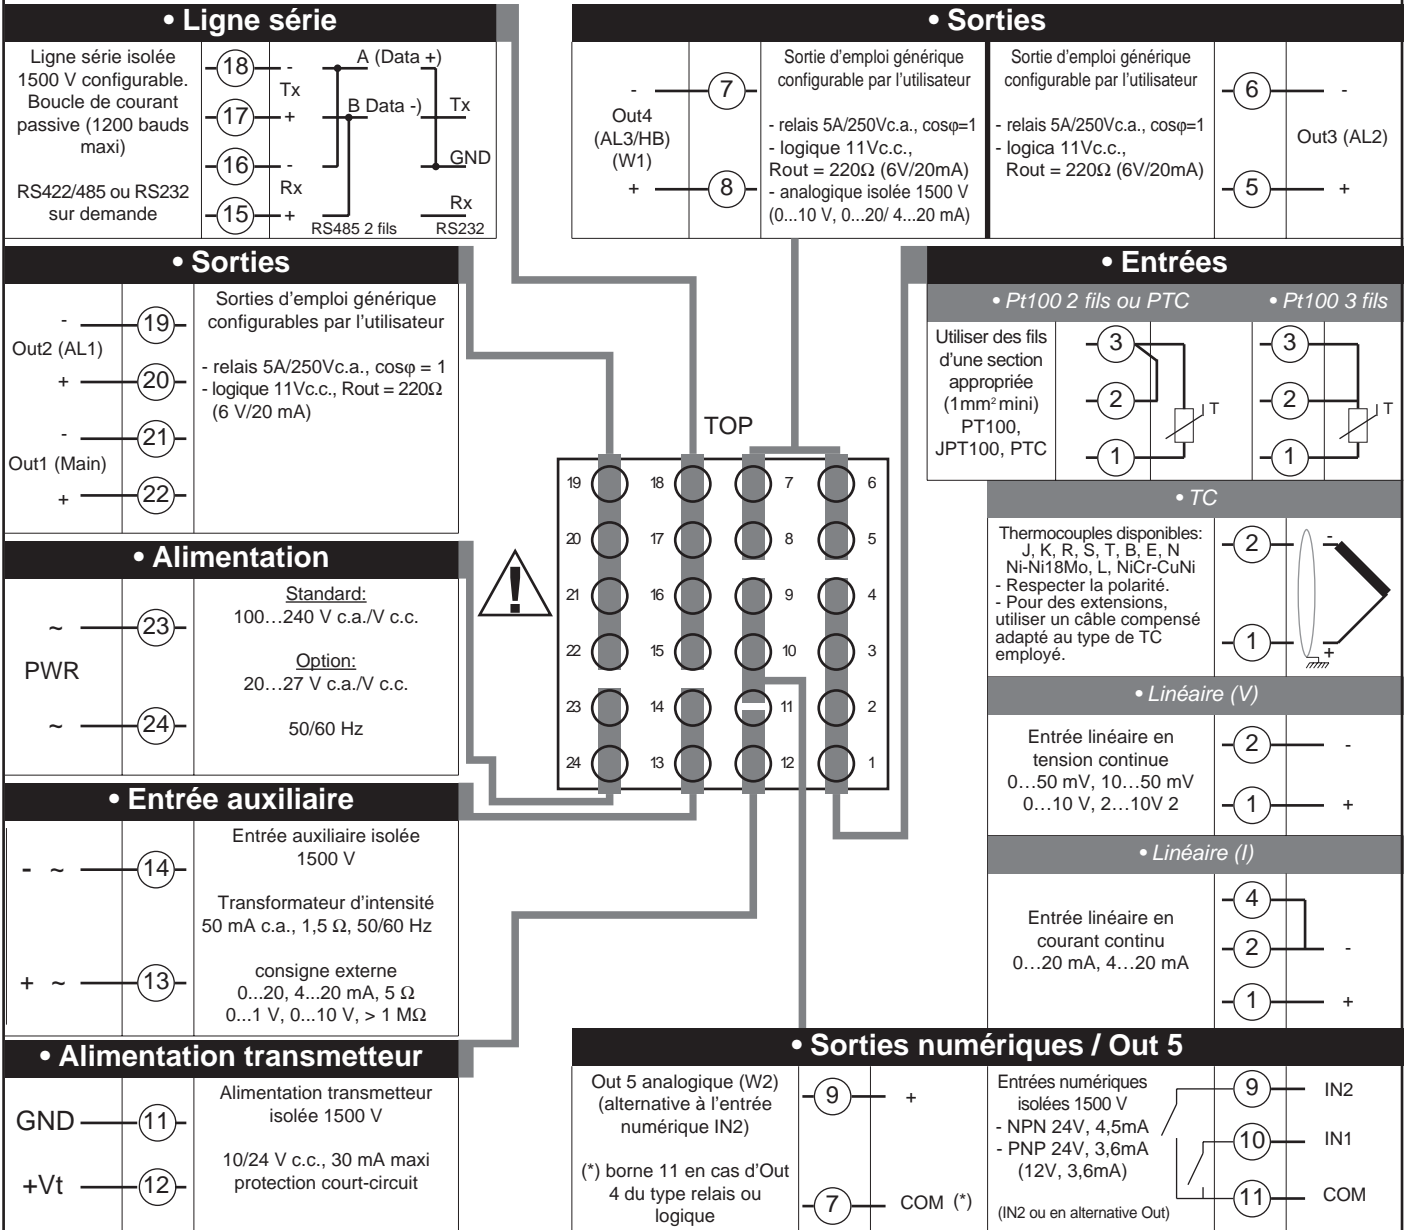 • Ligne série
Ligne série isolée
1500 V configurable.
Boucle de courant
passive (1200 bauds
maxi)
RS422/485 ou RS232
sur demande
18
-
Tx
17
+
16
-
Rx
15
+
A (Data +)
B Data -)
RS485 2 fils
Tx
GND
Rx
RS232
• Sorties
-
Out4
(AL3/HB)
(W1)
+
7
8
Sortie d'emploi générique
configurable par l'utilisateur
- relais 5A/250Vc.a., cosφ=1
- logique 11Vc.c.,
Rout = 220Ω (6V/20mA)
- analogique isolée 1500 V
(0...10 V, 0...20/ 4...20 mA)
Sortie d'emploi générique
configurable par l'utilisateur
- relais 5A/250Vc.a., cosφ=1
- logica 11Vc.c.,
Rout = 220Ω (6V/20mA)
6
-
Out3 (AL2)
5
+
• Sorties
-
19
Out2 (AL1)
+
20
-
21
Out1 (Main)
+
22
Sorties d'emploi générique
configurables par l'utilisateur
- relais 5A/250Vc.a., cosφ = 1
- logique 11Vc.c., Rout = 220Ω
(6 V/20 mA)
• Alimentation
~
23
PWR
~
24
Standard:
100…240 V c.a./V c.c.
Option:
20…27 V c.a./V c.c.
50/60 Hz
• Entrée auxiliaire
- ~
14
+ ~
13
Entrée auxiliaire isolée
1500 V
Transformateur d'intensité
50 mA c.a., 1,5 Ω, 50/60 Hz
consigne externe
0...20, 4...20 mA, 5 Ω
0...1 V, 0...10 V, > 1 MΩ
• Alimentation transmetteur
GND
11
+Vt
12
Alimentation transmetteur
isolée 1500 V
10/24 V c.c., 30 mA maxi
protection court-circuit
TOP
19 18 7 6
20 17 8 5
21 16 9 4
22 15 10 3
23 14 11 2
24 13 12 1
!
• Entrées
• Pt100 2 fils ou PTC
• Pt100 3 fils
Utiliser des fils
d'une section
appropriée
(1mm² mini)
PT100,
JPT100, PTC
3
2
1
T
3
2
1
T
• TC
Thermocouples disponibles:
J, K, R, S, T, B, E, N
Ni-Ni18Mo, L, NiCr-CuNi
- Respecter la polarité.
- Pour des extensions,
utiliser un câble compensé
adapté au type de TC
employé.
2
-
1
+
• Linéaire (V)
Entrée linéaire en
tension continue
0…50 mV, 10…50 mV
0…10 V, 2…10V 2
2
-
1
+
• Linéaire (I)
Entrée linéaire en
courant continu
0…20 mA, 4…20 mA
4
2
-
1
+
• Sorties numériques / Out 5
Out 5 analogique (W2)
(alternative à l'entrée
numérique IN2)
(*) borne 11 en cas d'Out
4 du type relais ou
logique
9
+
7
COM (*)
Entrées numériques
isolées 1500 V
- NPN 24V, 4,5mA
- PNP 24V, 3,6mA
(12V, 3,6mA)
(IN2 ou en alternative Out)
9
IN2
10
IN1
11
COM